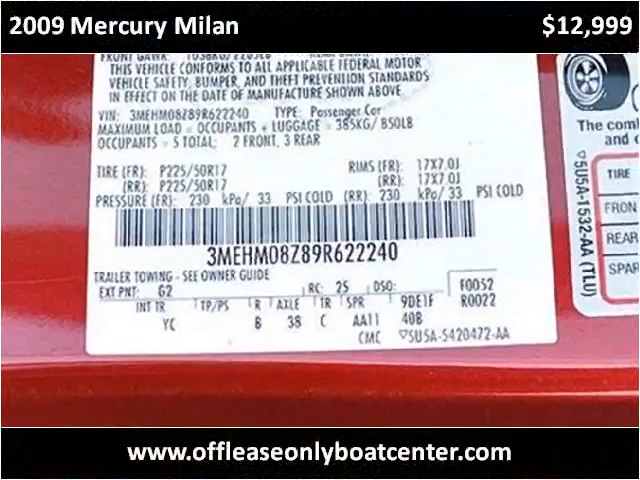 2009 Mercury Milan $12,999
THIS VEHICLE CONFORMS TO ALL APPLICABLE FEDERAL MOTOR
VEHICLE SAFETY, BUMPER, AND THEFT PREVENTION STANDARDS
IN EFFECT ON THE DATE OF MANUFACTURE SHOWN ABOVE.
VIN: 3MEHM08Z89R622240 TYPE: Passenger Car
MAXIMUM LOAD = OCCUPANTS + LUGGAGE = 385KG/850LB
OCCUPANTS = 5 TOTAL; 2 FRONT, 3 REAR
TIRE (FR): P225/50R17 RIMS (FR): 17X7.0J
(RR): P225/50R17 (RR): 17X7.0J
PRESSURE (FR): 230 kPa/ 33 PSI COLD (RR): 230 kPa/ 33 PSI COLD
3MEHM08Z89R622240
TRAILER TOWING - SEE OWNER GUIDE
EXT PNT: G2 RC: 25 DSO: F0052
INT TR TP/PS R AXLE TR SPR 9DE1F R0022
YC B 38 C AA11 40B
CMC ▽5U5A-5420472-AA
▽5U5A-1532-AA (TLU)
The
and
TIRE
FRON
REAR
SPAR
www.offleaseonlyboatcenter.com